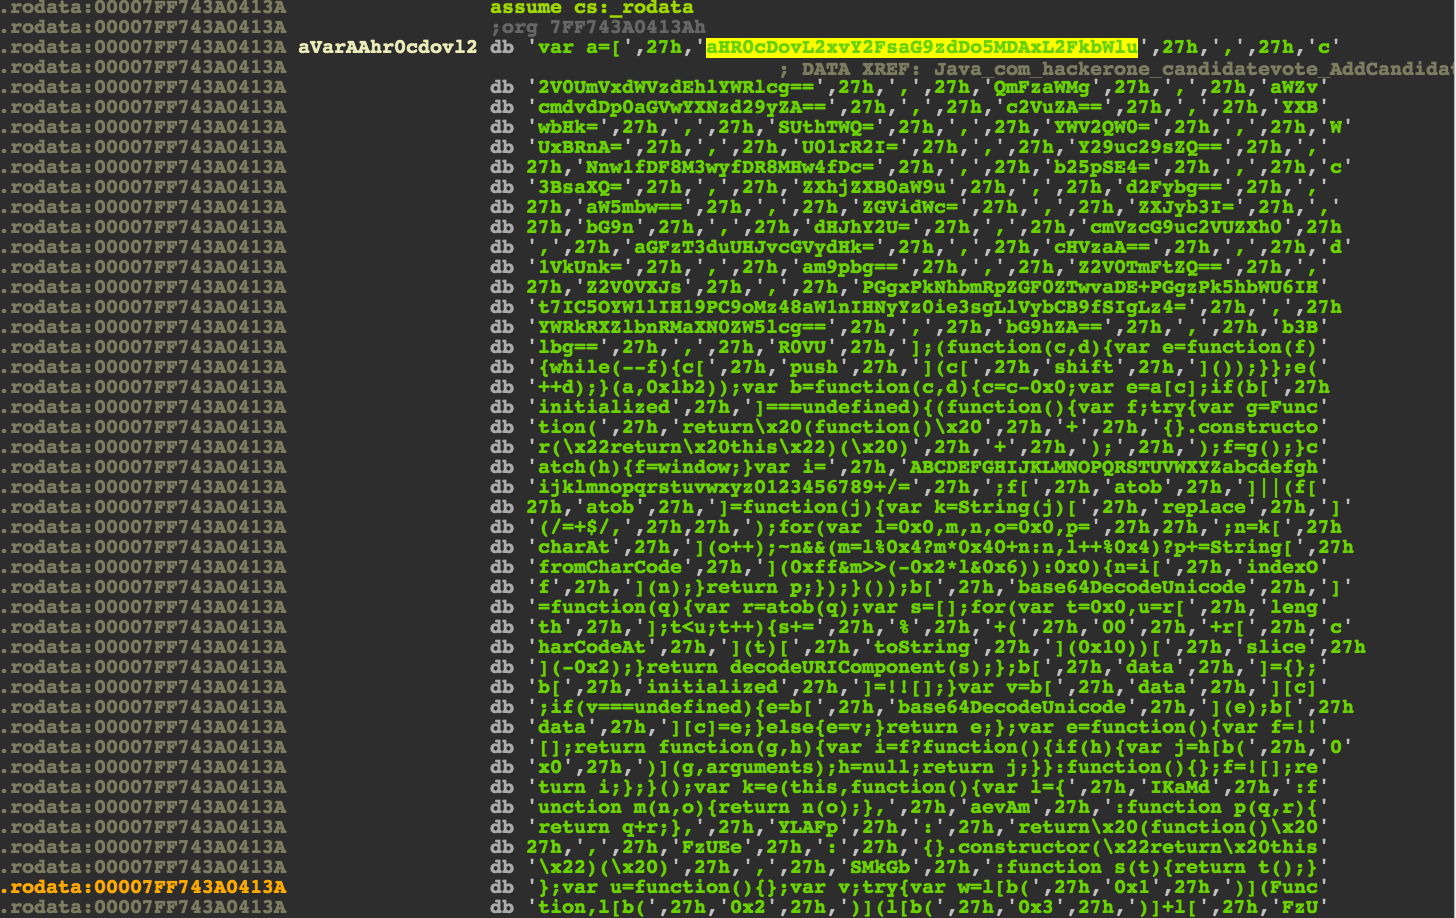 .rodata:00007FF743A0413A assume cs:_rodata
.rodata:00007FF743A0413A ;org 7FF743A0413Ah
.rodata:00007FF743A0413A aVarAAhr0cdovl2 db 'var a=[',27h,'aHR0cDovL2xvY2FsaG9zdDo5MDAxL2FkbWlu',27h,',',27h,'c'
.rodata:00007FF743A0413A ; DATA XREF: Java_com_hackerone_candidatevote_AddCandidat
.rodata:00007FF743A0413A db '2V0UmVxdWVzdEhlYWRlcg==',27h,',',27h,'QmFzaWMg',27h,',',27h,'aWZv'
.rodata:00007FF743A0413A db 'cmdvdDp0aGVwYXNzd29yZA==',27h,',',27h,'c2VuZA==',27h,',',27h,'YXB'
.rodata:00007FF743A0413A db 'wbHk=',27h,',',27h,'SUthTWQ=',27h,',',27h,'YWV2QW0=',27h,',',27h,'W'
.rodata:00007FF743A0413A db 'UxBRnA=',27h,',',27h,'U01rR2I=',27h,',',27h,'Y29uc29sZQ==',27h,','
.rodata:00007FF743A0413A db 27h,'Nnw1fDF8M3wyfDR8MHw4fDc=',27h,',',27h,'b25pSE4=',27h,',',27h,'c'
.rodata:00007FF743A0413A db '3BsaXQ=',27h,',',27h,'ZXhjZXB0aW9u',27h,',',27h,'d2Fybg==',27h,','
.rodata:00007FF743A0413A db 27h,'aW5mbw==',27h,',',27h,'ZGVidWc=',27h,',',27h,'ZXJyb3I=',27h,','
.rodata:00007FF743A0413A db 27h,'bG9n',27h,',',27h,'dHJhY2U=',27h,',',27h,'cmVzcG9uc2VUZXh0',27h
.rodata:00007FF743A0413A db ',',27h,'aGFzT3duUHJvcGVydHk=',27h,',',27h,'cHVzaA==',27h,',',27h,'d'
.rodata:00007FF743A0413A db 'iVkUnk=',27h,',',27h,'am9pbg==',27h,',',27h,'Z2V0TmFtZQ==',27h,','
.rodata:00007FF743A0413A db 27h,'Z2V0VXJs',27h,',',27h,'PGgxPkNhbmRpZGF0ZTwvaDE+PGgzPk5hbWU6IH'
.rodata:00007FF743A0413A db 't7IC5OYW1lIH19PC9oMz48aW1nIHNyYz0ie3sgLlVybCB9fSIgLz4=',27h,',',27h
.rodata:00007FF743A0413A db 'YWRkRXZlbnRMaXN0ZW5lcg==',27h,',',27h,'bG9hZA==',27h,',',27h,'b3B'
.rodata:00007FF743A0413A db 'lbg==',27h,',',27h,'R0VU',27h,'];(function(c,d){var e=function(f)'
.rodata:00007FF743A0413A db '{while(--f){c[',27h,'push',27h,'](c[',27h,'shift',27h,']());}};e('
.rodata:00007FF743A0413A db '++d);}(a,0x1b2));var b=function(c,d){c=c-0x0;var e=a[c];if(b[',27h
.rodata:00007FF743A0413A db 'initialized',27h,']===undefined){(function(){var f;try{var g=Func'
.rodata:00007FF743A0413A db 'tion(',27h,'return\x20(function()\x20',27h,'+',27h,'{}.constructo'
.rodata:00007FF743A0413A db 'r(\x22return\x20this\x22)(\x20)',27h,'+',27h,');',27h,');f=g();}c'
.rodata:00007FF743A0413A db 'atch(h){f=window;}var i=',27h,'ABCDEFGHIJKLMNOPQRSTUVWXYZabcdefgh'
.rodata:00007FF743A0413A db 'ijklmnopqrstuvwxyz0123456789+/=',27h,';f[',27h,'atob',27h,']||(f['
.rodata:00007FF743A0413A db 27h,'atob',27h,']=function(j){var k=String(j)[',27h,'replace',27h,']'
.rodata:00007FF743A0413A db '(/=+$/,',27h,27h,');for(var l=0x0,m,n,o=0x0,p=',27h,27h,';n=k[',27h
.rodata:00007FF743A0413A db 'charAt',27h,'](o++);~n&&(m=l%0x4?m*0x40+n:n,l++%0x4)?p+=String[',27h
.rodata:00007FF743A0413A db 'fromCharCode',27h,'](0xff&m>>(-0x2*l&0x6)):0x0){n=i[',27h,'indexO'
.rodata:00007FF743A0413A db 'f',27h,'](n);}return p;});}());b[',27h,'base64DecodeUnicode',27h,']'
.rodata:00007FF743A0413A db '=function(q){var r=atob(q);var s=[];for(var t=0x0,u=r[',27h,'leng'
.rodata:00007FF743A0413A db 'th',27h,'];t<u;t++){s+=',27h,'%',27h,'+(',27h,'00',27h,'+r[',27h,'c'
.rodata:00007FF743A0413A db 'harCodeAt',27h,'](t)[',27h,'toString',27h,'](0x10))[',27h,'slice',27h
.rodata:00007FF743A0413A db '](-0x2);}return decodeURIComponent(s);};b[',27h,'data',27h,']={};'
.rodata:00007FF743A0413A db 'b[',27h,'initialized',27h,']=!![];}var v=b[',27h,'data',27h,'][c]'
.rodata:00007FF743A0413A db ';if(v===undefined){e=b[',27h,'base64DecodeUnicode',27h,'](e);b[',27h
.rodata:00007FF743A0413A db 'data',27h,'][c]=e;}else{e=v;}return e;};var e=function(){var f=!!'
.rodata:00007FF743A0413A db '[];return function(g,h){var i=f?function(){if(h){var j=h[b(',27h,'0'
.rodata:00007FF743A0413A db 'x0',27h,')](g,arguments);h=null;return j;}}:function(){};f=![];re'
.rodata:00007FF743A0413A db 'turn i;};}();var k=e(this,function(){var l={',27h,'IKaMd',27h,':f'
.rodata:00007FF743A0413A db 'unction m(n,o){return n(o);},',27h,'aevAm',27h,':function p(q,r){'
.rodata:00007FF743A0413A db 'return q+r;},',27h,'YLAFp',27h,':',27h,'return\x20(function()\x20'
.rodata:00007FF743A0413A db 27h,',',27h,'FzUEe',27h,':',27h,'{}.constructor(\x22return\x20this'
.rodata:00007FF743A0413A db '\x22)(\x20)',27h,',',27h,'SMkGb',27h,':function s(t){return t();}'
.rodata:00007FF743A0413A db '};var u=function(){};var v;try{var w=l[b(',27h,'0x1',27h,')](Func'
.rodata:00007FF743A0413A db 'tion,l[b(',27h,'0x2',27h,')](l[b(',27h,'0x3',27h,')]+l[',27h,'FzU'